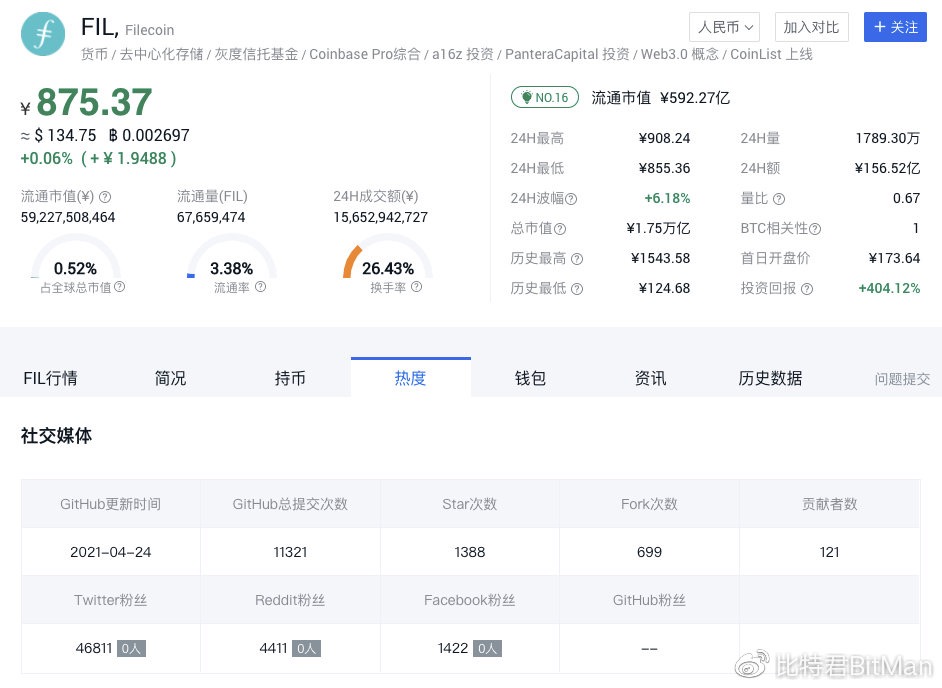 FIL, Filecoin 人民币 加入对比 + 关注
货币 / 去中心化存储 / 灰度信托基金 / Coinbase Pro综合 / a16z 投资 / PanteraCapital 投资 / Web3.0 概念 / CoinList 上线
¥ 875.37
≈ $ 134.75 ฿ 0.002697
+0.06% ( + ¥ 1.9488 )
流通市值(¥) ? 流通量(FIL) 24H成交额(¥)
59,227,508,464 67,659,474 15,652,942,727
0.52% 3.38% 26.43%
占全球总市值 ? 流通率 ? 换手率 ?
NO.16 流通市值 ¥592.27亿
24H最高 ¥908.24 24H量 1789.30万
24H最低 ¥855.36 24H额 ¥156.52亿
24H波幅 ? +6.18% 量比 ? 0.67
总市值 ? ¥1.75万亿 BTC相关性 ? 1
历史最高 ? ¥1543.58 首日开盘价 ¥173.64
历史最低 ? ¥124.68 投资回报 ? +404.12%
FIL行情 简况 持币 热度 钱包 资讯 历史数据 问题提交
社交媒体
GitHub更新时间 GitHub总提交次数 Star次数 Fork次数 贡献者数
2021-04-24 11321 1388 699 121
Twitter粉丝 Reddit粉丝 Facebook粉丝 GitHub粉丝
46811 0人 4411 0人 1422 0人 --
比特君BitMan